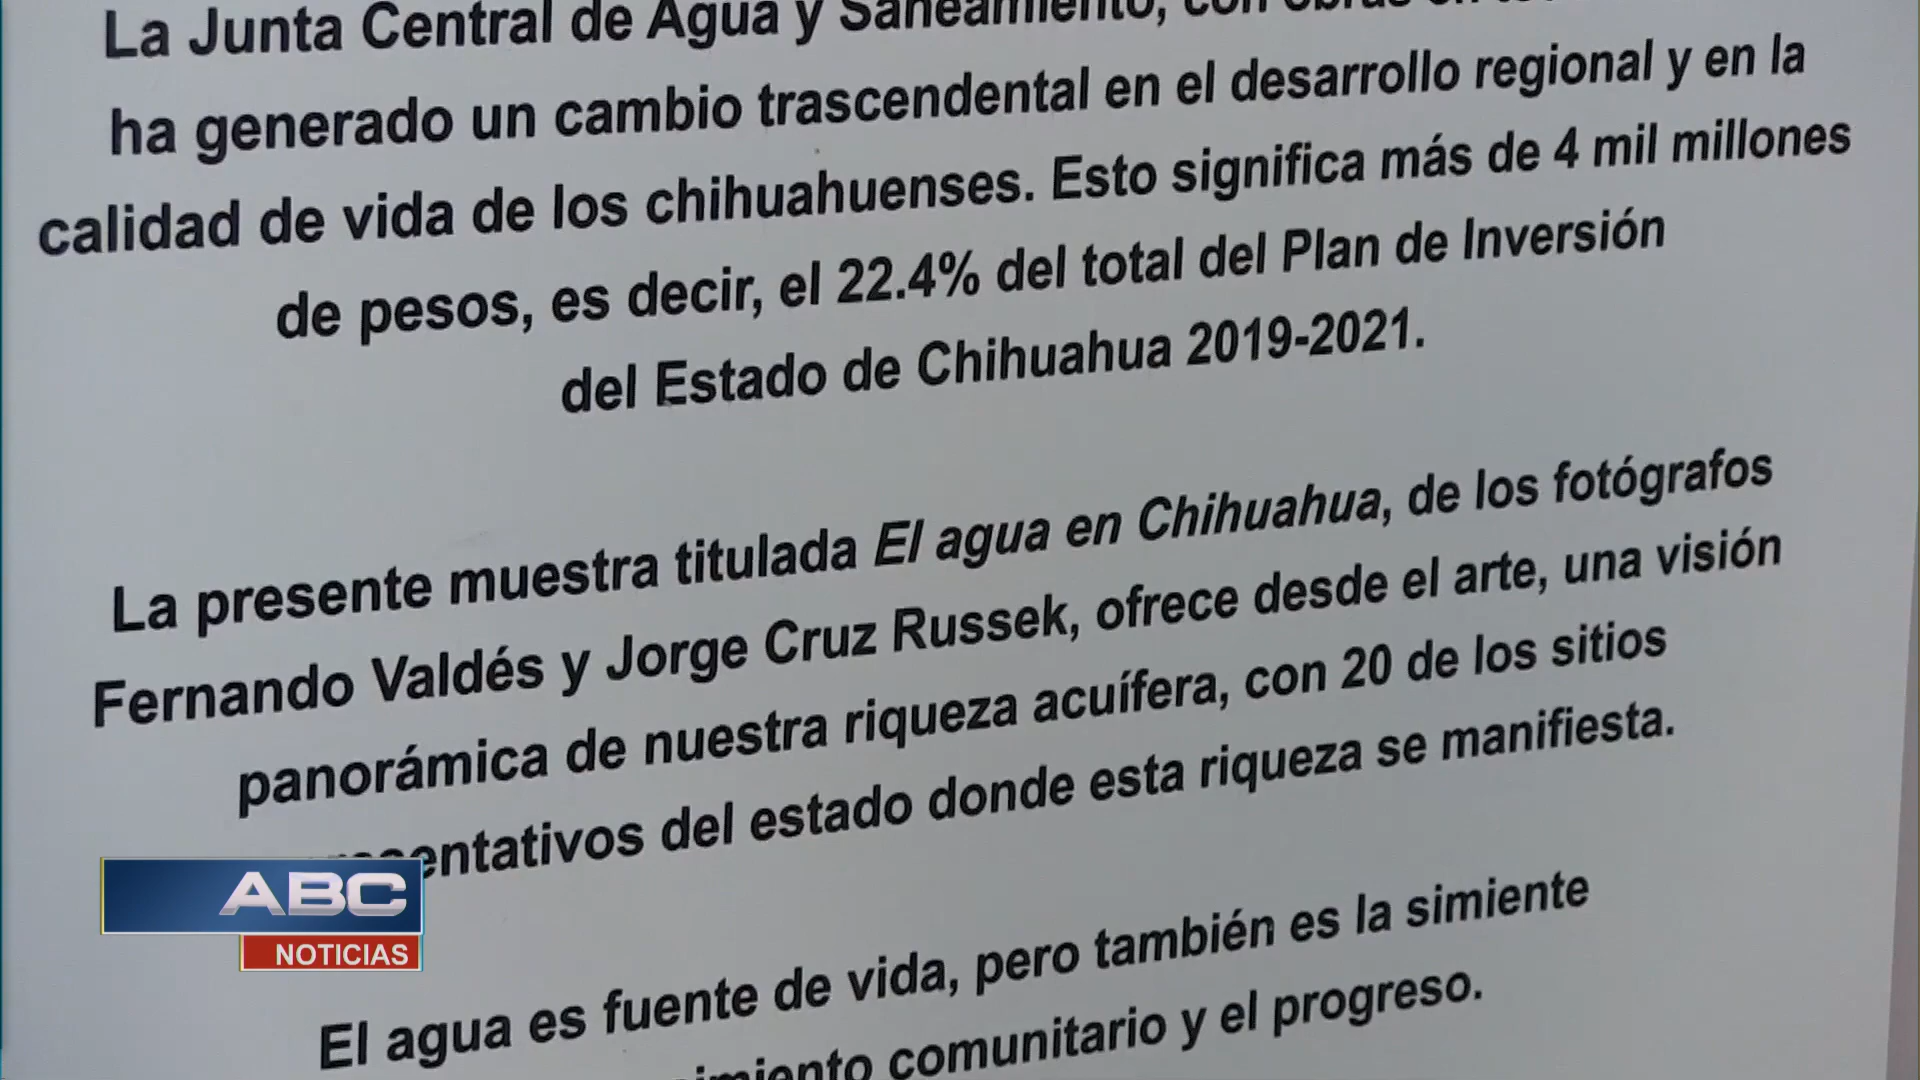 La Junta Central de Agua y Saneamiento, con obras en
ha generado un cambio trascendental en el desarrollo regional y en la
calidad de vida de los chihuahuenses. Esto significa más de 4 mil millones
de pesos, es decir, el 22.4% del total del Plan de Inversión
del Estado de Chihuahua 2019-2021.
La presente muestra titulada El agua en Chihuahua, de los fotógrafos
Fernando Valdés y Jorge Cruz Russek, ofrece desde el arte, una visión
panorámica de nuestra riqueza acuífera, con 20 de los sitios
del estado donde esta riqueza se manifiesta.
El agua es fuente de vida, pero también es la simiente
comunitario y el progreso.
ABC
NOTICIAS